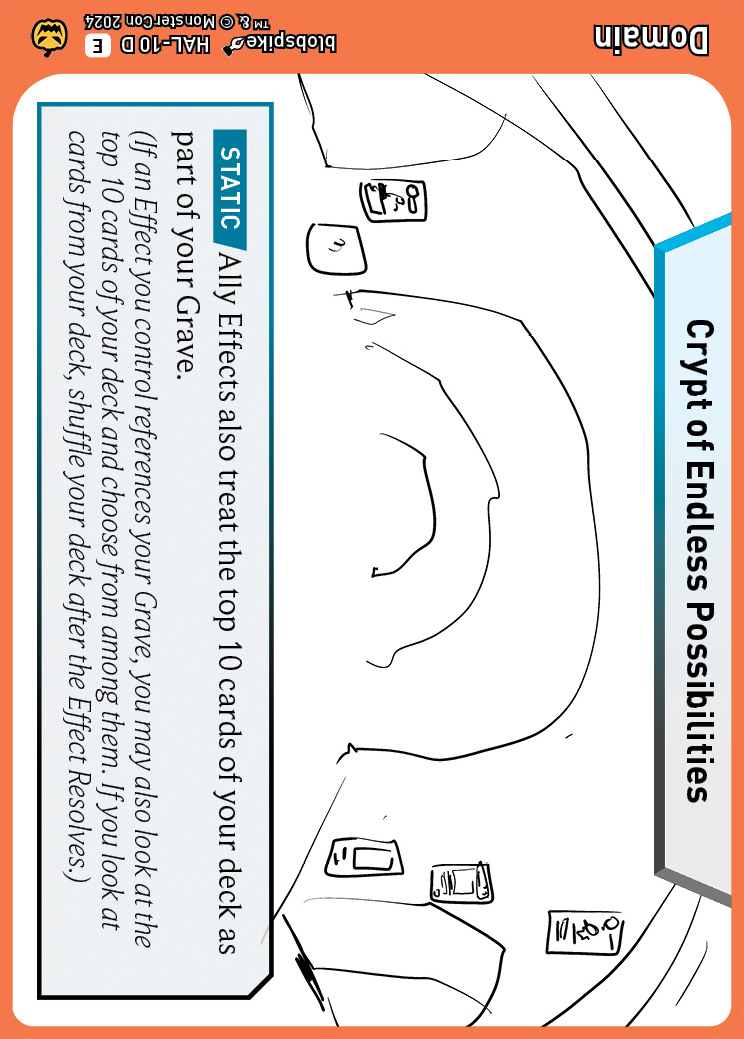 Domain
blobspike
HAL-10 D E
™ & © MonsterCon 2024
Crypt of Endless Possibilities
STATIC Ally Effects also treat the top 10 cards of your deck as
part of your Grave.
(If an Effect you control references your Grave, you may also look at the
top 10 cards of your deck and choose from among them. If you look at
cards from your deck, shuffle your deck after the Effect Resolves.)